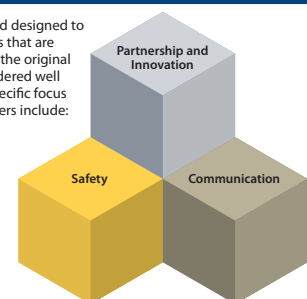 d designed to
s that are
the original
dered well
ecific focus
ers include:
Partnership and
Innovation
Safety
Communication